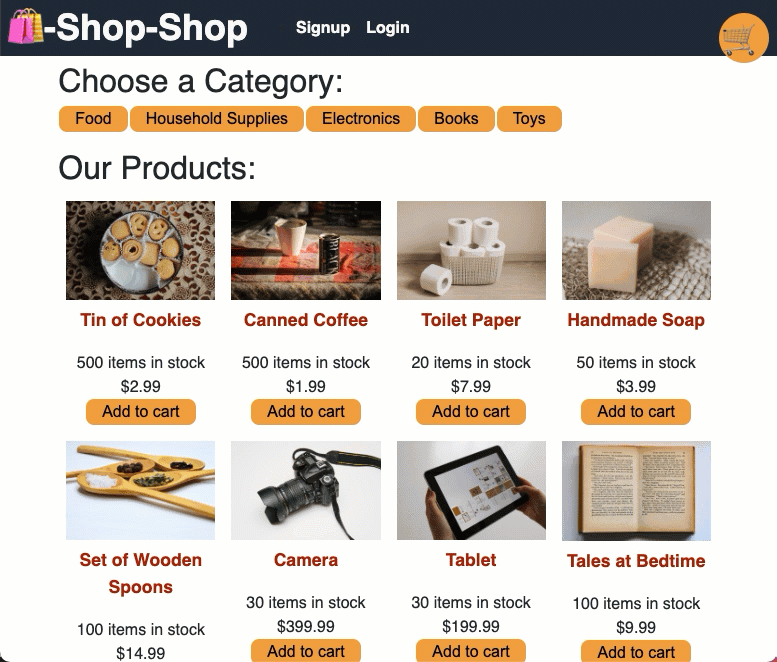 -Shop-Shop Signup Login
Choose a Category:
Food Household Supplies Electronics Books Toys
Our Products:
Tin of Cookies Canned Coffee Toilet Paper Handmade Soap
500 items in stock 500 items in stock 20 items in stock 50 items in stock
$2.99 $1.99 $7.99 $3.99
Add to cart Add to cart Add to cart Add to cart
Set of Wooden Spoons Camera Tablet Tales at Bedtime
100 items in stock 30 items in stock 30 items in stock 100 items in stock
$14.99 $399.99 $199.99 $9.99
Add to cart Add to cart Add to cart